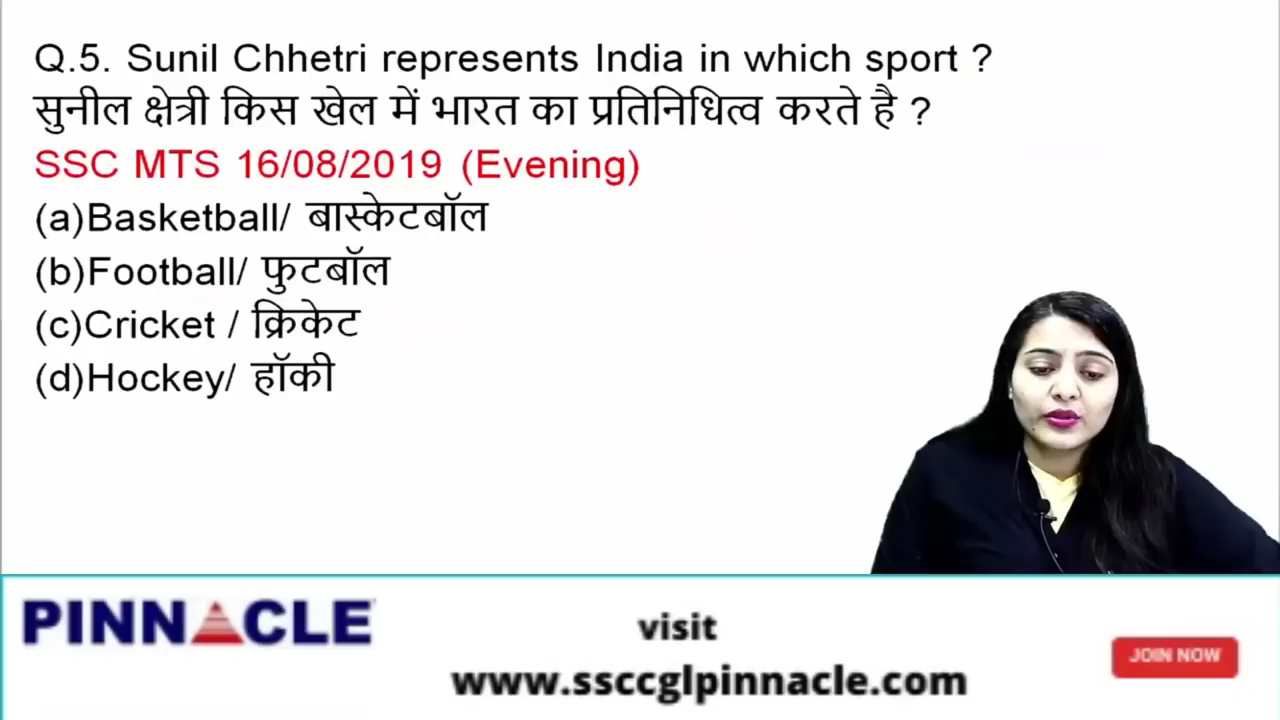 Q.5. Sunil Chhetri represents India in which sport ?
सुनील क्षेत्री किस खेल में भारत का प्रतिनिधित्व करते है ?
SSC MTS 16/08/2019 (Evening)
(a)Basketball/ बास्केटबॉल
(b)Football/ फुटबॉल
(c)Cricket / क्रिकेट
(d)Hockey/ हॉकी
PINNACLE
visit
www.ssccglpinnacle.com
JOIN NOW